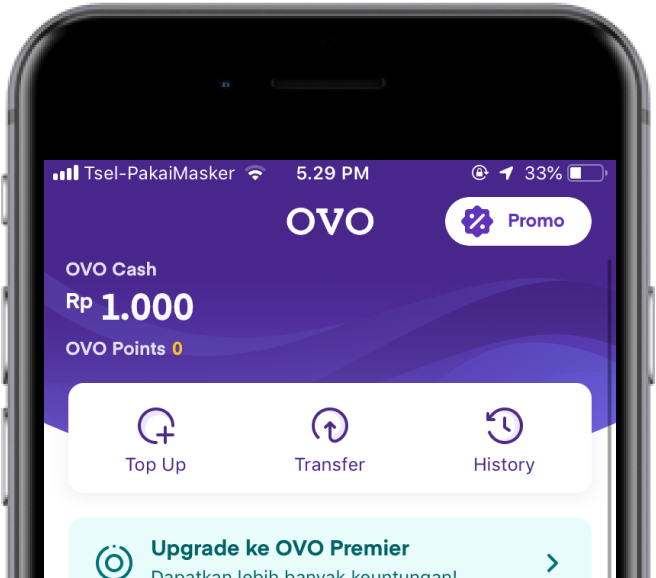 Tsel-PakaiMasker 5.29 PM 33%
OVO Promo
OVO Cash
Rp 1.000
OVO Points 0
Top Up Transfer History
Upgrade ke OVO Premier
Dapatkan lebih banyak keuntungan!